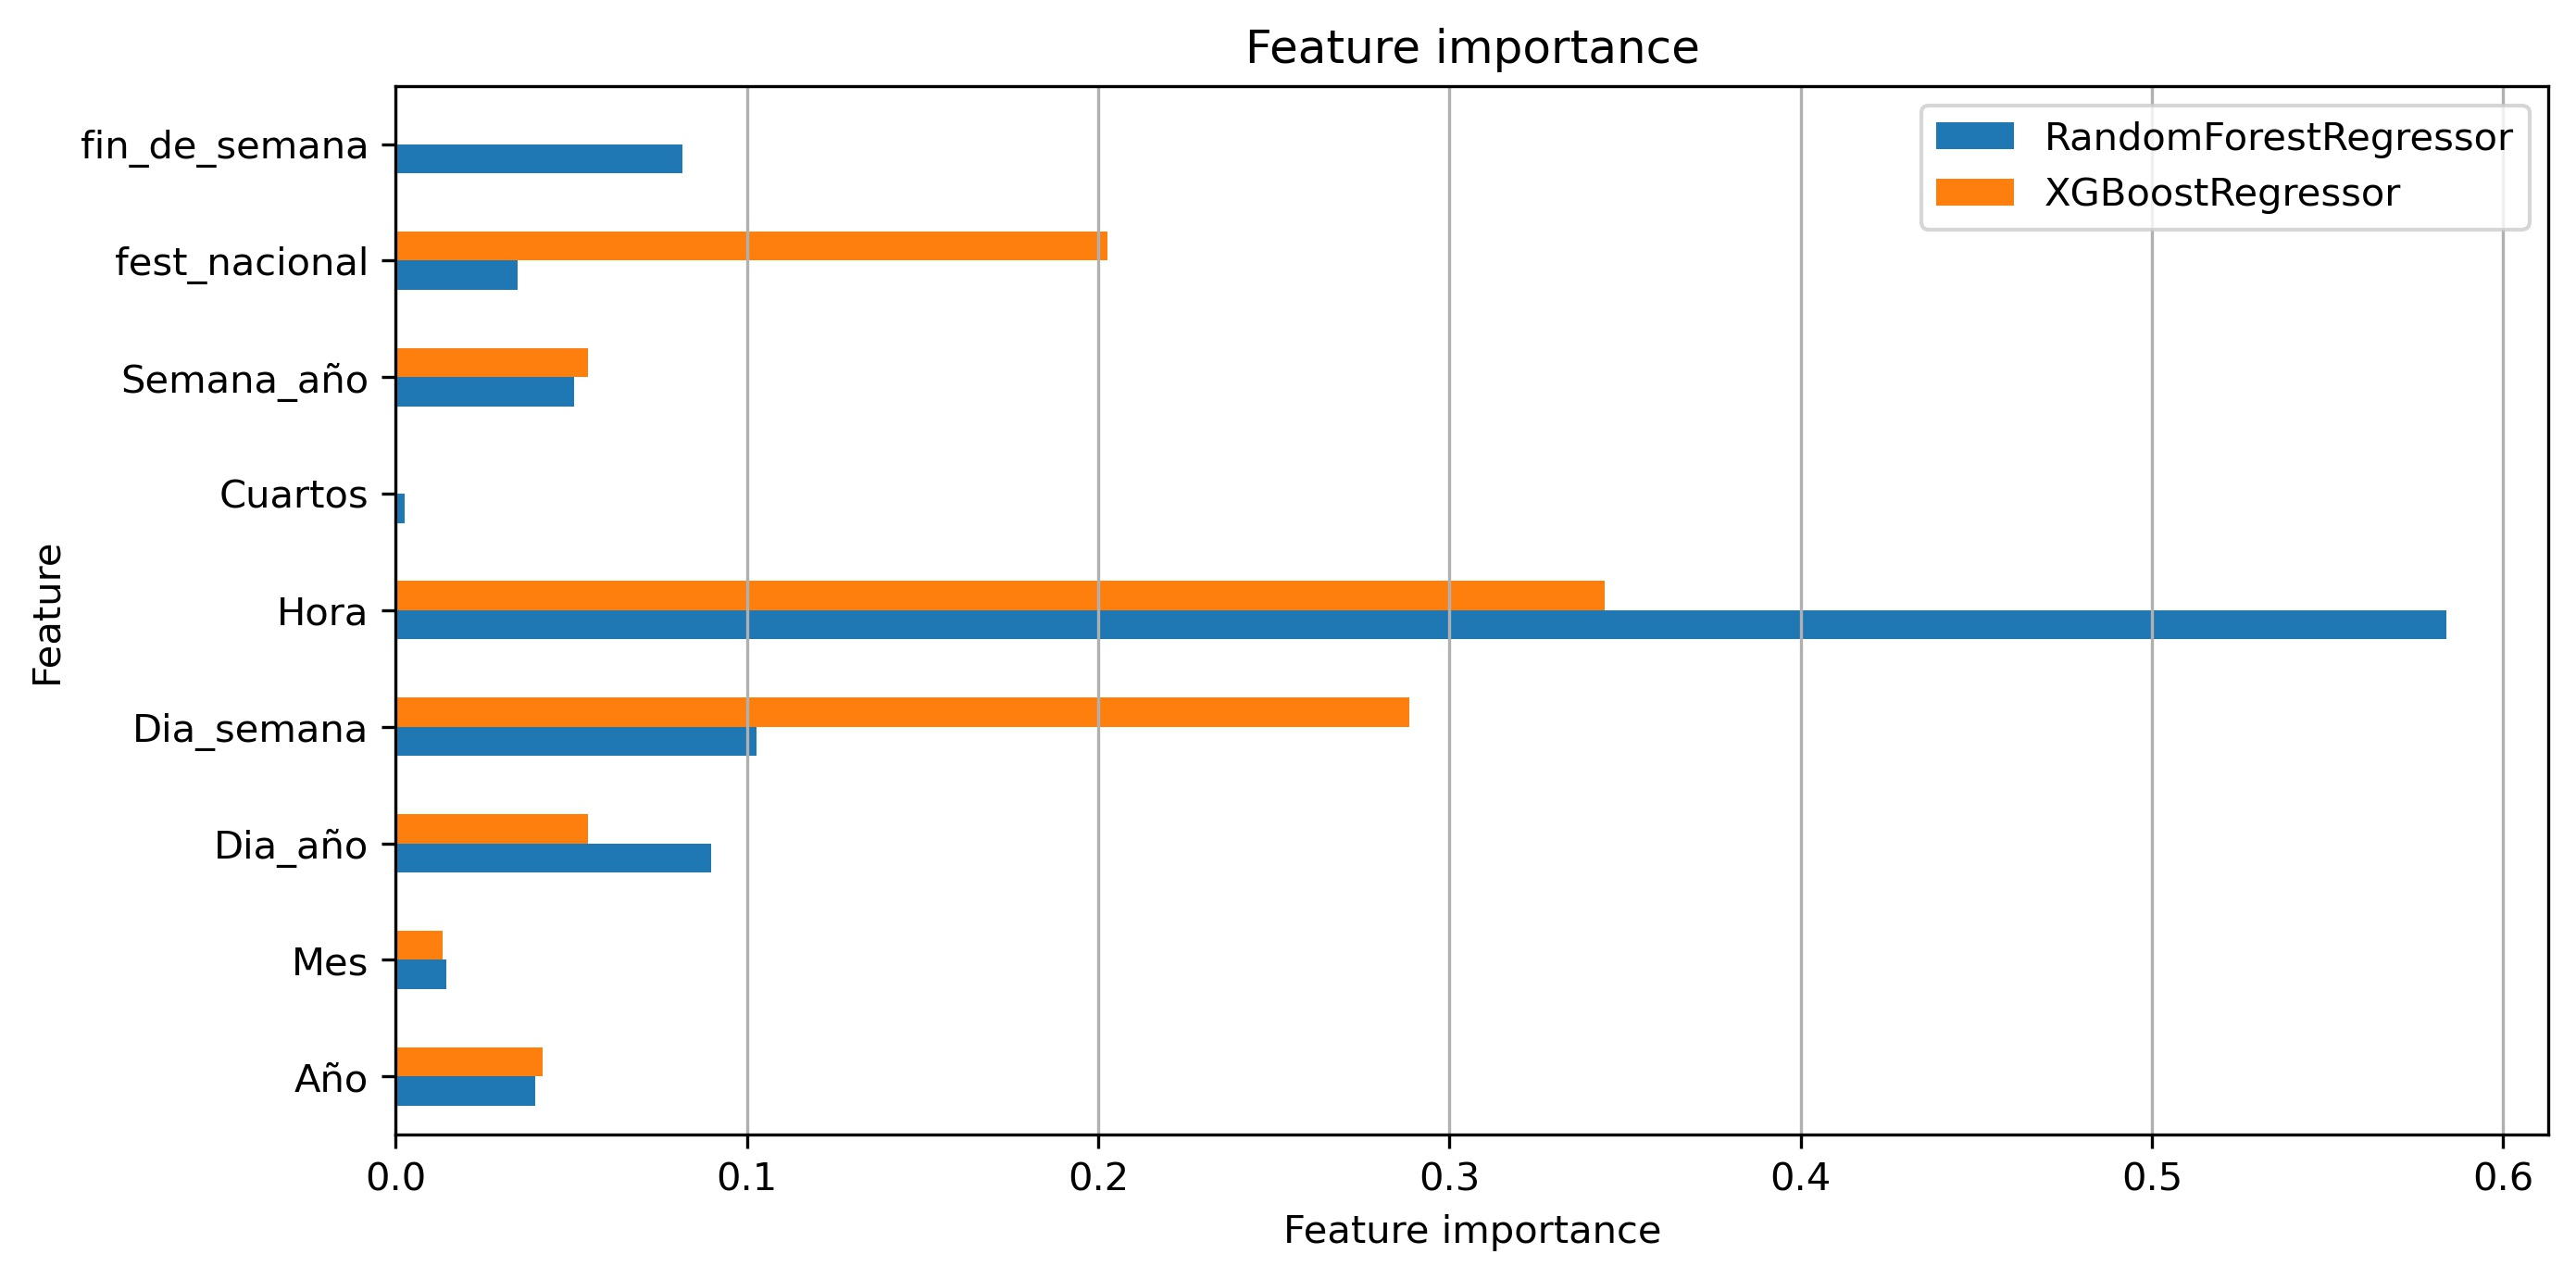 Feature importance
RandomForestRegressor
XGBoostRegressor
fin_de_semana
fest_nacional
Semana_año
Cuartos
Hora
Dia_semana
Dia_año
Mes
Año
Feature
0.0 0.1 0.2 0.3 0.4 0.5 0.6
Feature importance